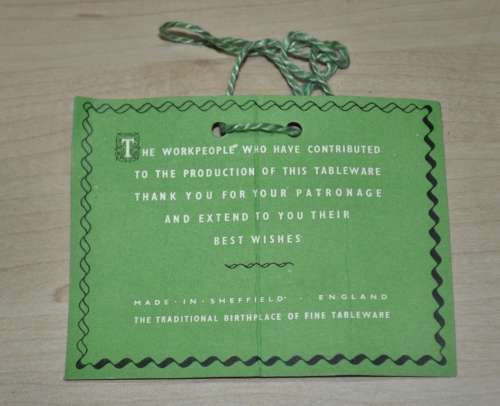 THE WORKPEOPLE WHO HAVE CONTRIBUTED
TO THE PRODUCTION OF THIS TABLEWARE
THANK YOU FOR YOUR PATRONAGE
AND EXTEND TO YOU THEIR
BEST WISHES
MADE · IN · SHEFFIELD · ENGLAND
THE TRADITIONAL BIRTHPLACE OF FINE TABLEWARE